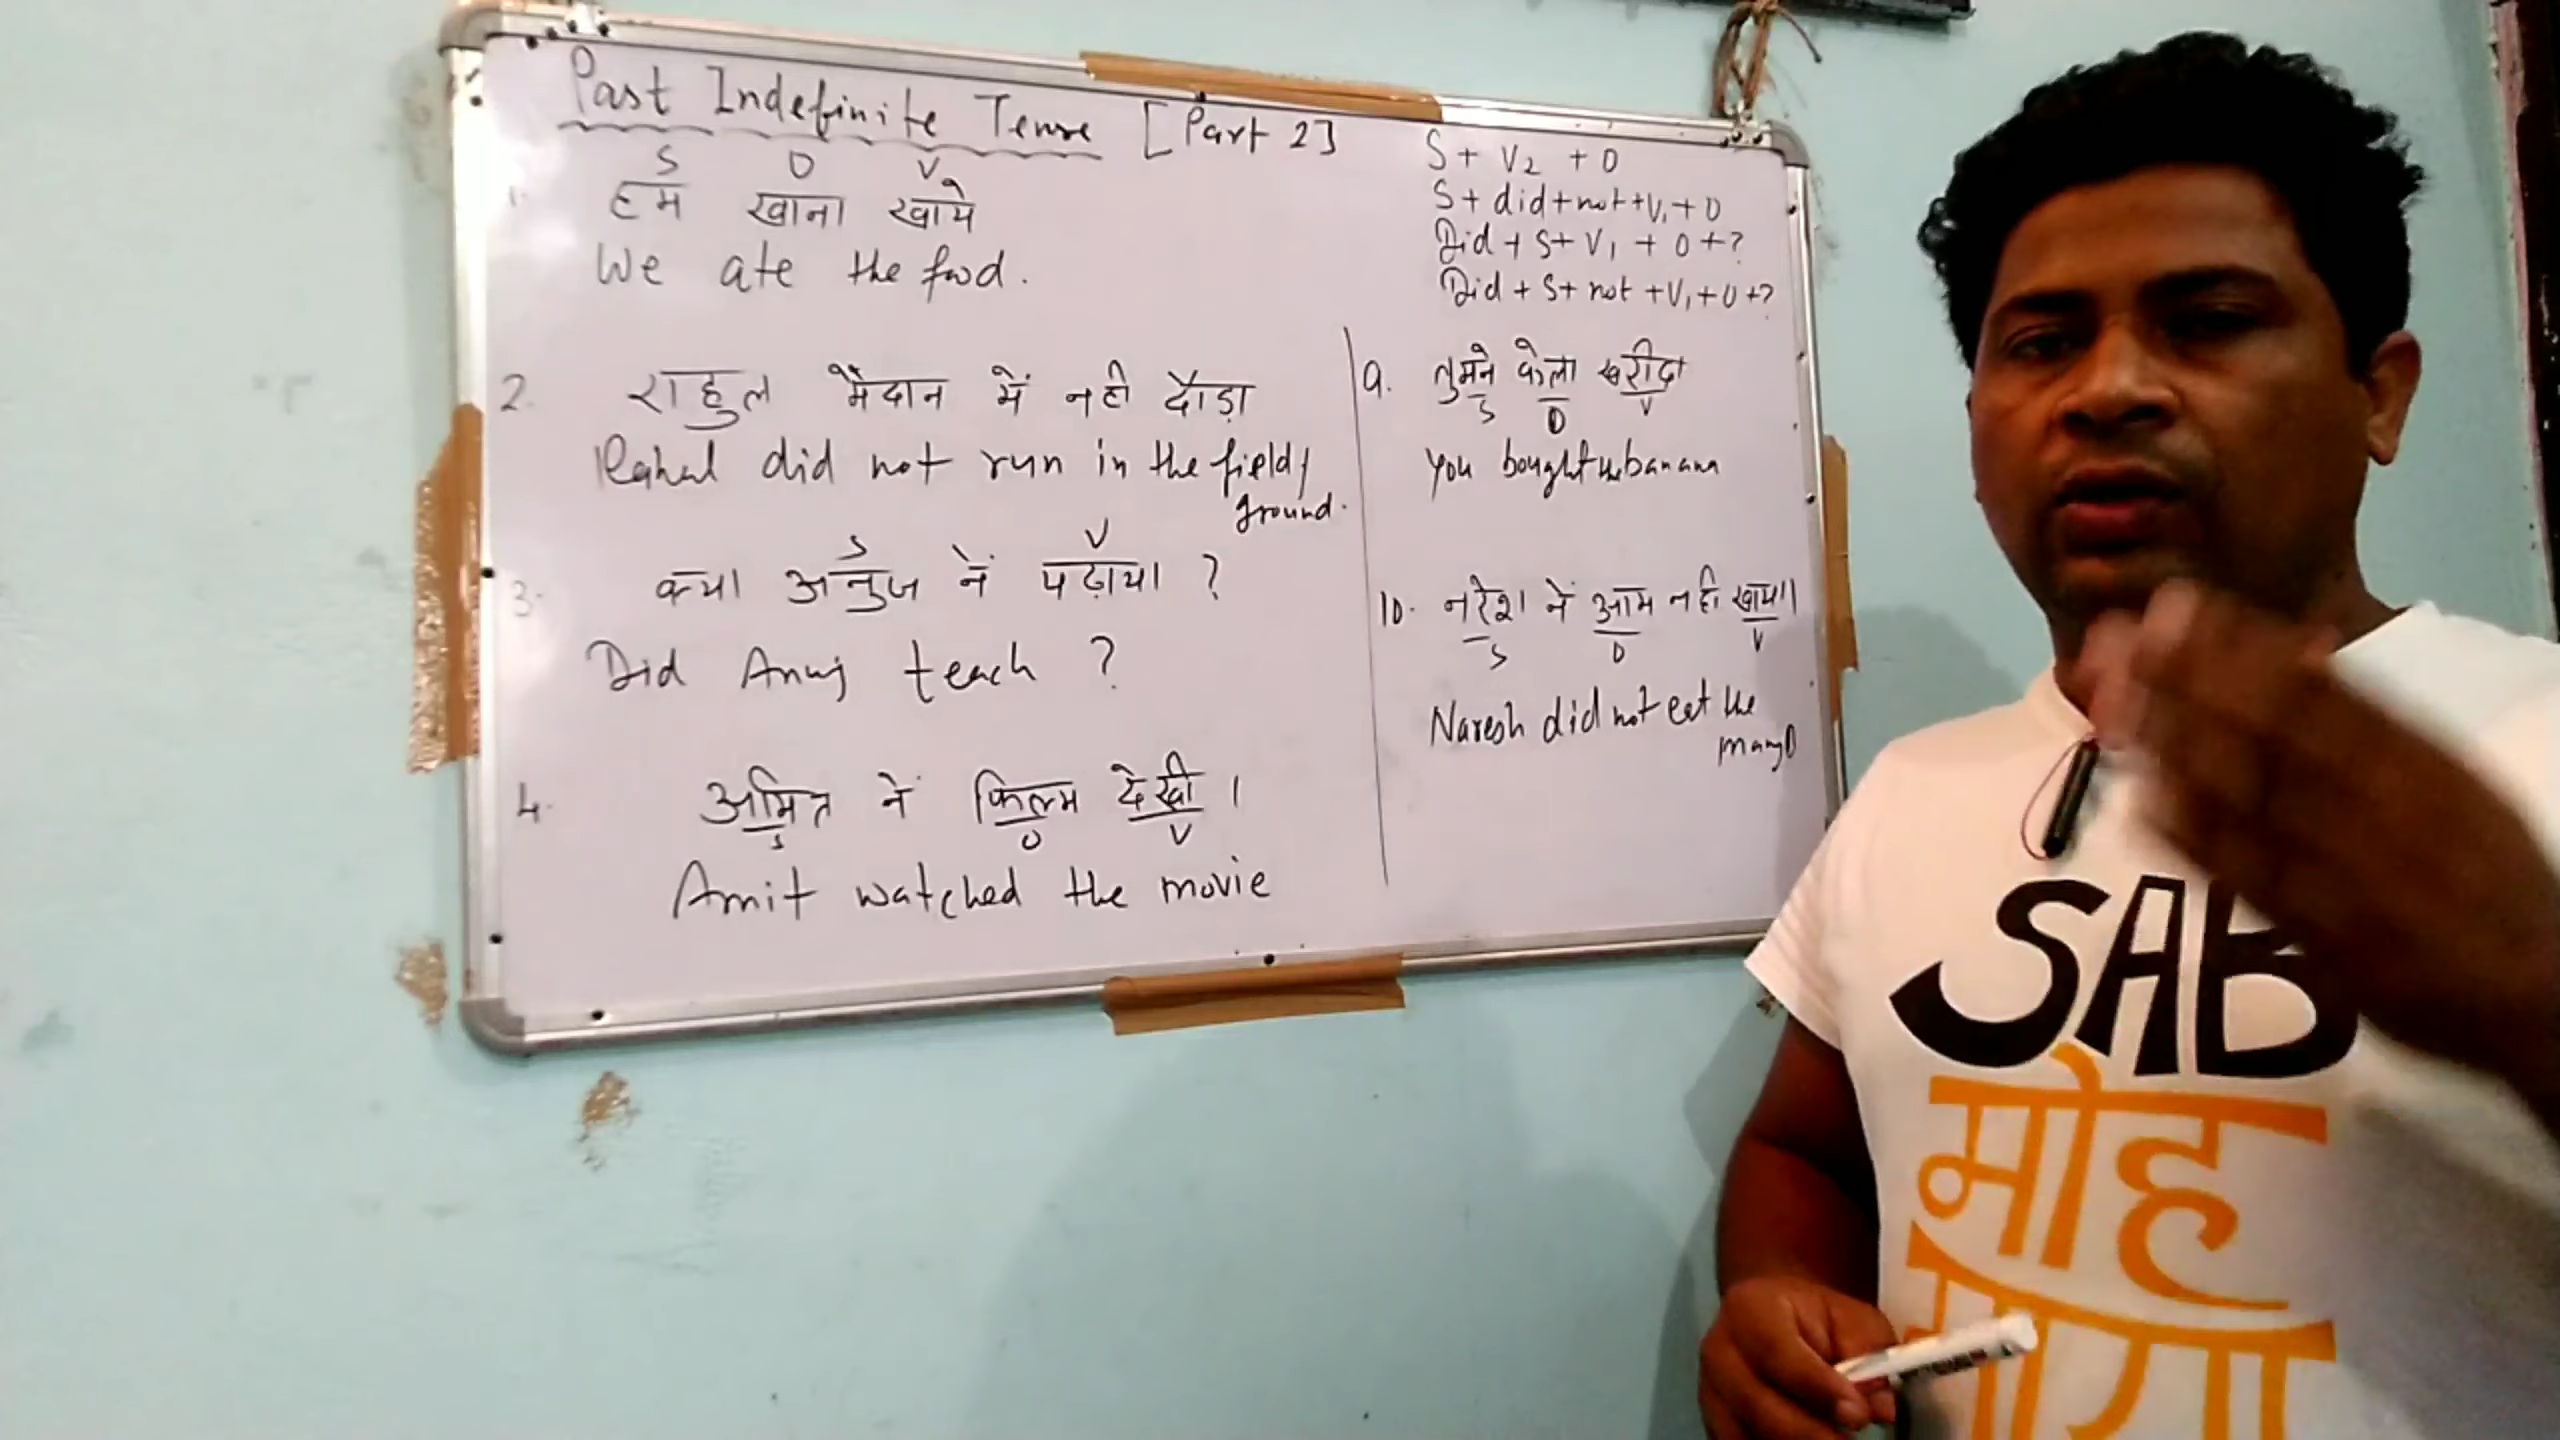 Past Indefinite Tense [Part 2]
S O V
1. हम खाना खाये
We ate the food.
2. राहुल मैदान में नही दौड़ा
Rahul did not run in the field/
ground.
S V
3. क्या अनुज नें पढ़ाया ?
Did Anuj teach ?
4. अमित नें फिल्म देखी ।
S O V
Amit watched the movie
S + V2 + O
S + did + not + V1 + O
Did + S + V1 + O + ?
Did + S + not + V1 + O + ?
9. तुमने केला खरीदा
S O V
You bought the banana
10. नरेश नें आम नही खाया।
S O V
Naresh did not eat the
mango
SAB
मोह
माया